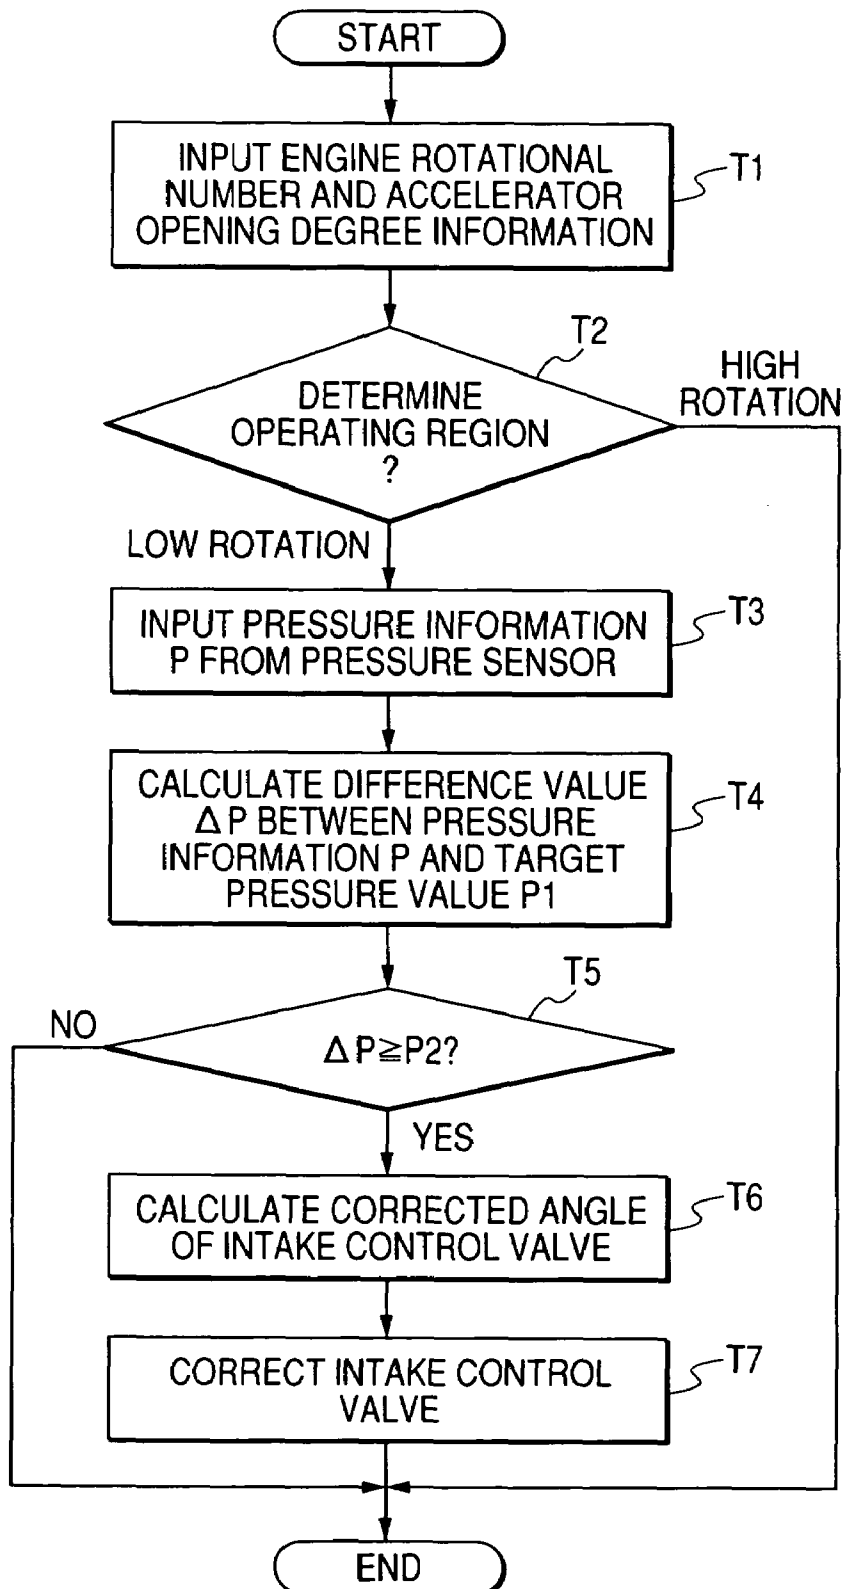 START
INPUT ENGINE ROTATIONAL
NUMBER AND ACCELERATOR
OPENING DEGREE INFORMATION
T1
T2
DETERMINE
OPERATING REGION
?
HIGH
ROTATION
LOW ROTATION
INPUT PRESSURE INFORMATION
P FROM PRESSURE SENSOR
T3
CALCULATE DIFFERENCE VALUE
Δ P BETWEEN PRESSURE
INFORMATION P AND TARGET
PRESSURE VALUE P1
T4
T5
NO
Δ P≧P2?
YES
CALCULATE CORRECTED ANGLE
OF INTAKE CONTROL VALVE
T6
CORRECT INTAKE CONTROL
VALVE
T7
END